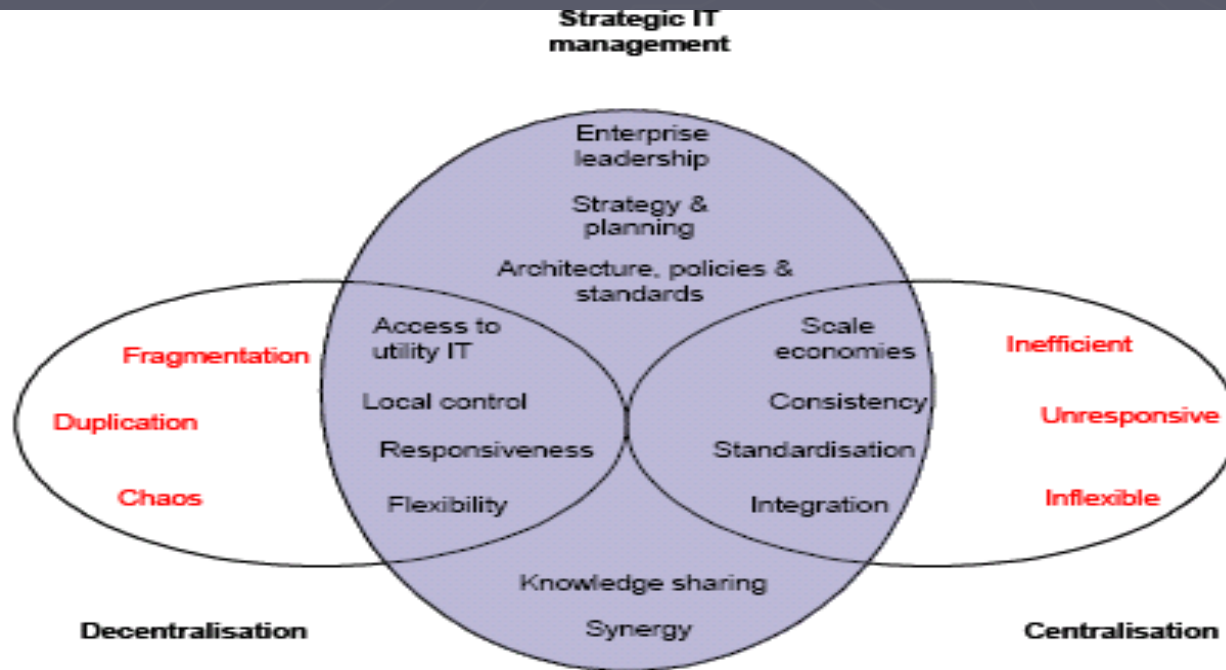 Strategic IT
management
Enterprise
leadership
Strategy &
planning
Architecture, policies &
standards
Access to
utility IT
Scale
economies
Fragmentation
Inefficient
Local control
Consistency
Duplication
Unresponsive
Responsiveness
Standardisation
Chaos
Flexibility
Integration
Inflexible
Knowledge sharing
Synergy
Decentralisation
Centralisation